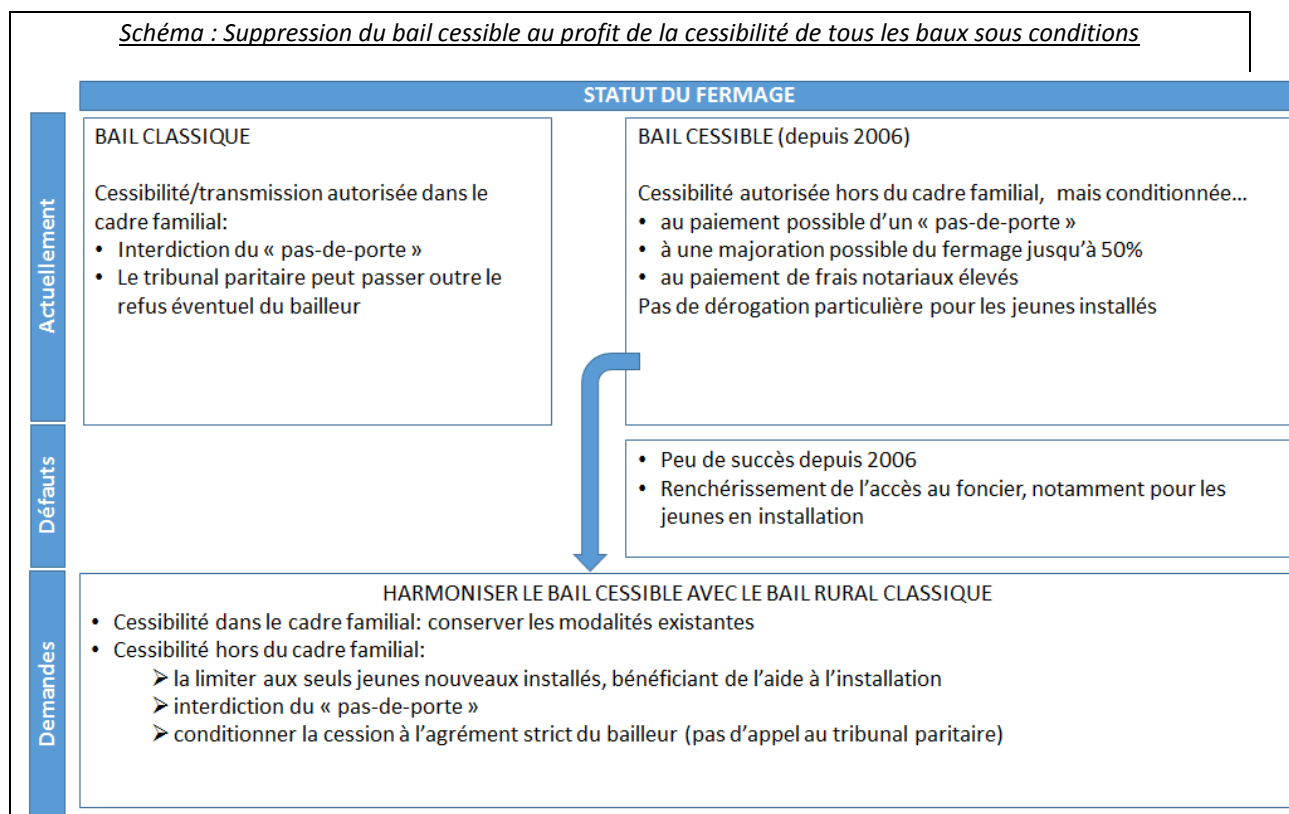 Schéma : Suppression du bail cessible au profit de la cessibilité de tous les baux sous conditions
STATUT DU FERMAGE
Actuellement
BAIL CLASSIQUE
Cessibilité/transmission autorisée dans le
cadre familial:
• Interdiction du « pas-de-porte »
• Le tribunal paritaire peut passer outre le
refus éventuel du bailleur
BAIL CESSIBLE (depuis 2006)
Cessibilité autorisée hors du cadre familial, mais conditionnée…
• au paiement possible d’un « pas-de-porte »
• à une majoration possible du fermage jusqu’à 50%
• au paiement de frais notariaux élevés
Pas de dérogation particulière pour les jeunes installés
Défauts
• Peu de succès depuis 2006
• Renchérissement de l’accès au foncier, notamment pour les
jeunes en installation
Demandes
HARMONISER LE BAIL CESSIBLE AVEC LE BAIL RURAL CLASSIQUE
• Cessibilité dans le cadre familial: conserver les modalités existantes
• Cessibilité hors du cadre familial:
➢ la limiter aux seuls jeunes nouveaux installés, bénéficiant de l’aide à l’installation
➢ interdiction du « pas-de-porte »
➢ conditionner la cession à l’agrément strict du bailleur (pas d’appel au tribunal paritaire)